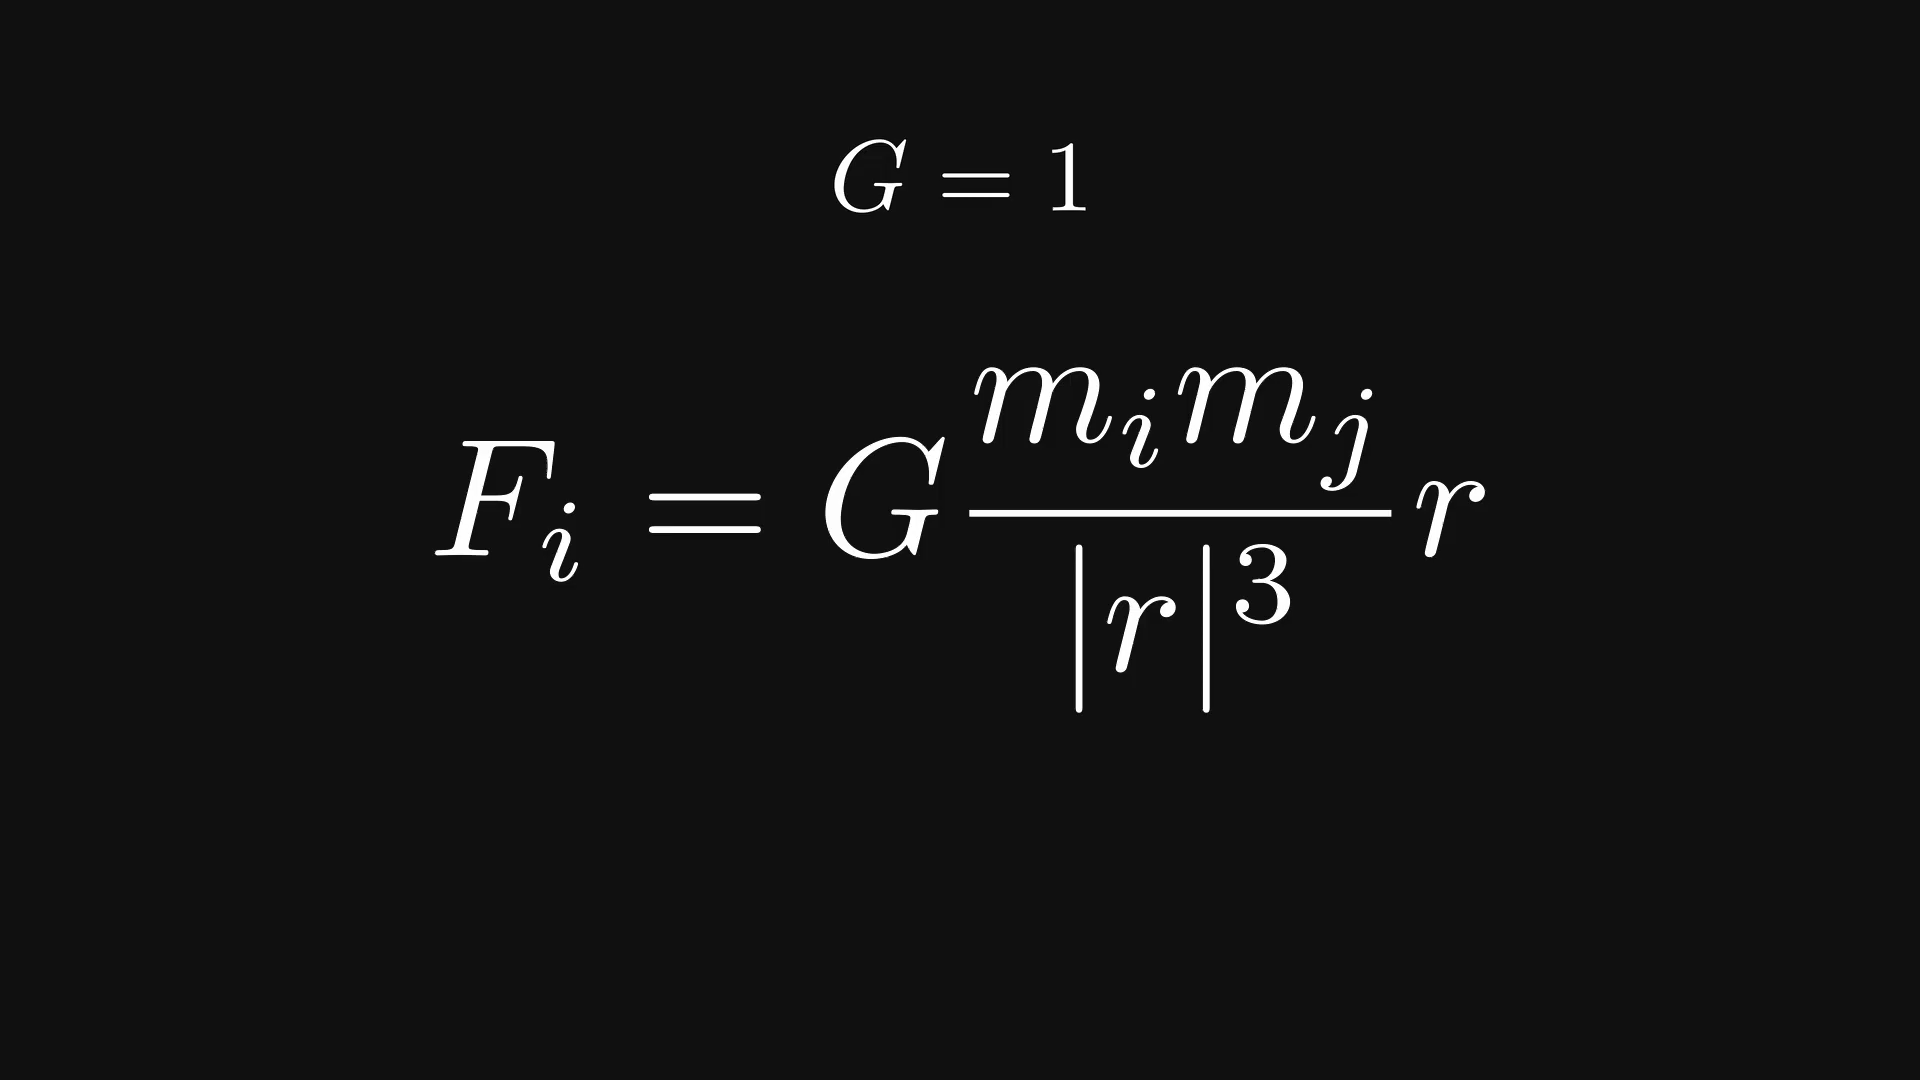 G = 1
F_i = G \frac{m_i m_j}{|r|^3} r